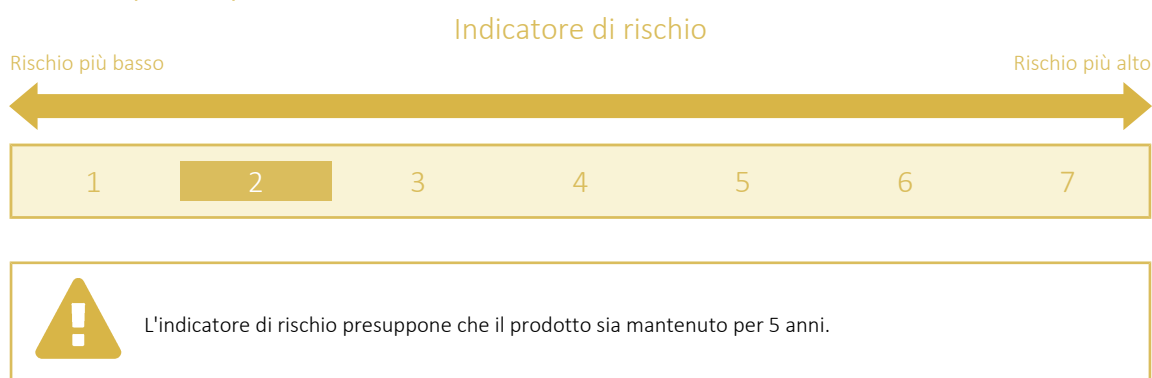 Indicatore di rischio
Rischio più basso
Rischio più alto
1 2 3 4 5 6 7
L'indicatore di rischio presuppone che il prodotto sia mantenuto per 5 anni.